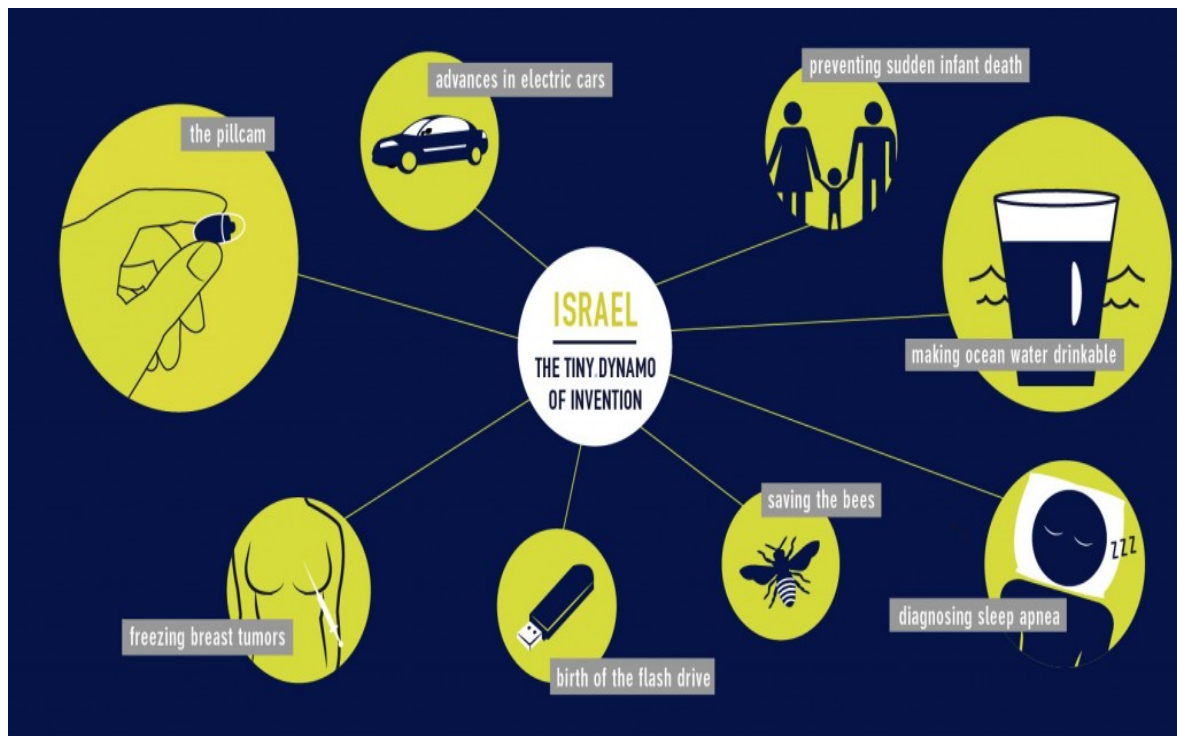 advances in electric cars
preventing sudden infant death
the pillcam
making ocean water drinkable
ISRAEL
THE TINY DYNAMO
OF INVENTION
saving the bees
zzz
diagnosing sleep apnea
freezing breast tumors
birth of the flash drive